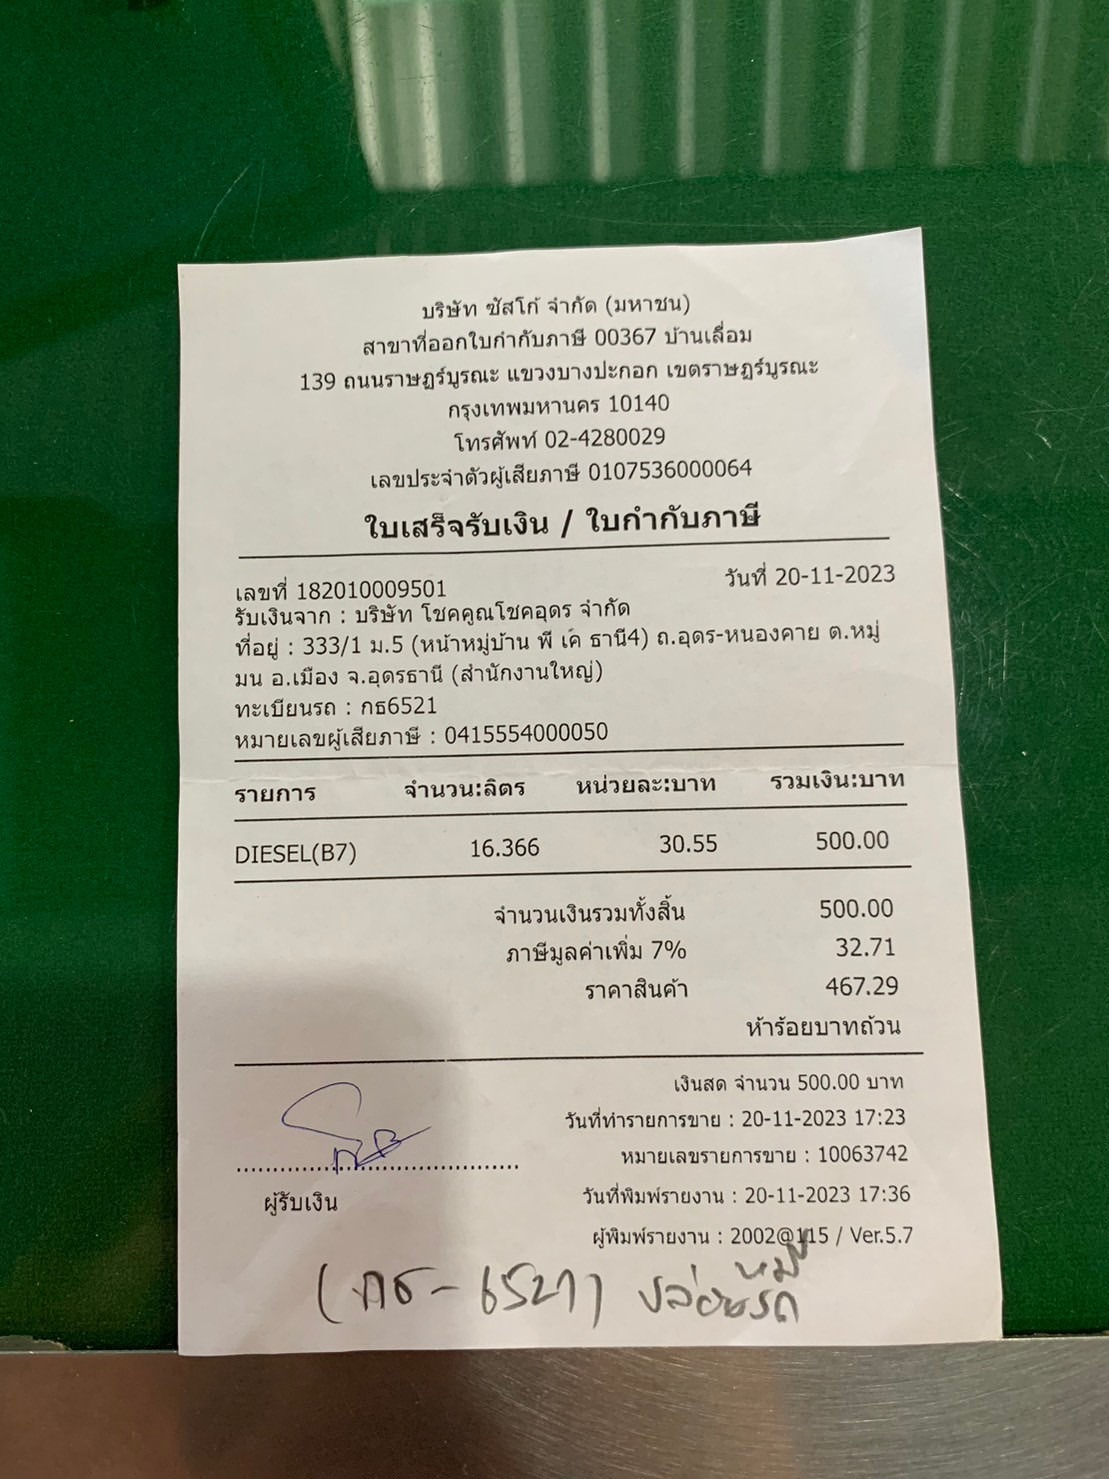 บริษัท ซัสโก้ จำกัด (มหาชน)
สาขาที่ออกใบกำกับภาษี 00367 บ้านเลื่อม
139 ถนนราษฎร์บูรณะ แขวงบางปะกอก เขตราษฎร์บูรณะ
กรุงเทพมหานคร 10140
โทรศัพท์ 02-4280029
เลขประจำตัวผู้เสียภาษี 0107536000064
ใบเสร็จรับเงิน / ใบกำกับภาษี
เลขที่ 182010009501 วันที่ 20-11-2023
รับเงินจาก : บริษัท โชคคูณโชคอุดร จำกัด
ที่อยู่ : 333/1 ม.5 (หน้าหมู่บ้าน พี เค ธานี4) ถ.อุดร-หนองคาย ต.หมู่
มน อ.เมือง จ.อุดรธานี (สำนักงานใหญ่)
ทะเบียนรถ : กธ6521
หมายเลขผู้เสียภาษี : 0415554000050
รายการ จำนวน:ลิตร หน่วยละ:บาท รวมเงิน:บาท
DIESEL(B7) 16.366 30.55 500.00
จำนวนเงินรวมทั้งสิ้น 500.00
ภาษีมูลค่าเพิ่ม 7% 32.71
ราคาสินค้า 467.29
ห้าร้อยบาทถ้วน
เงินสด จำนวน 500.00 บาท
วันที่ทำรายการขาย : 20-11-2023 17:23
หมายเลขรายการขาย : 10063742
ผู้รับเงิน
วันที่พิมพ์รายงาน : 20-11-2023 17:36
ผู้พิมพ์รายงาน : 2002@115 / Ver.5.7
(กธ-6521)